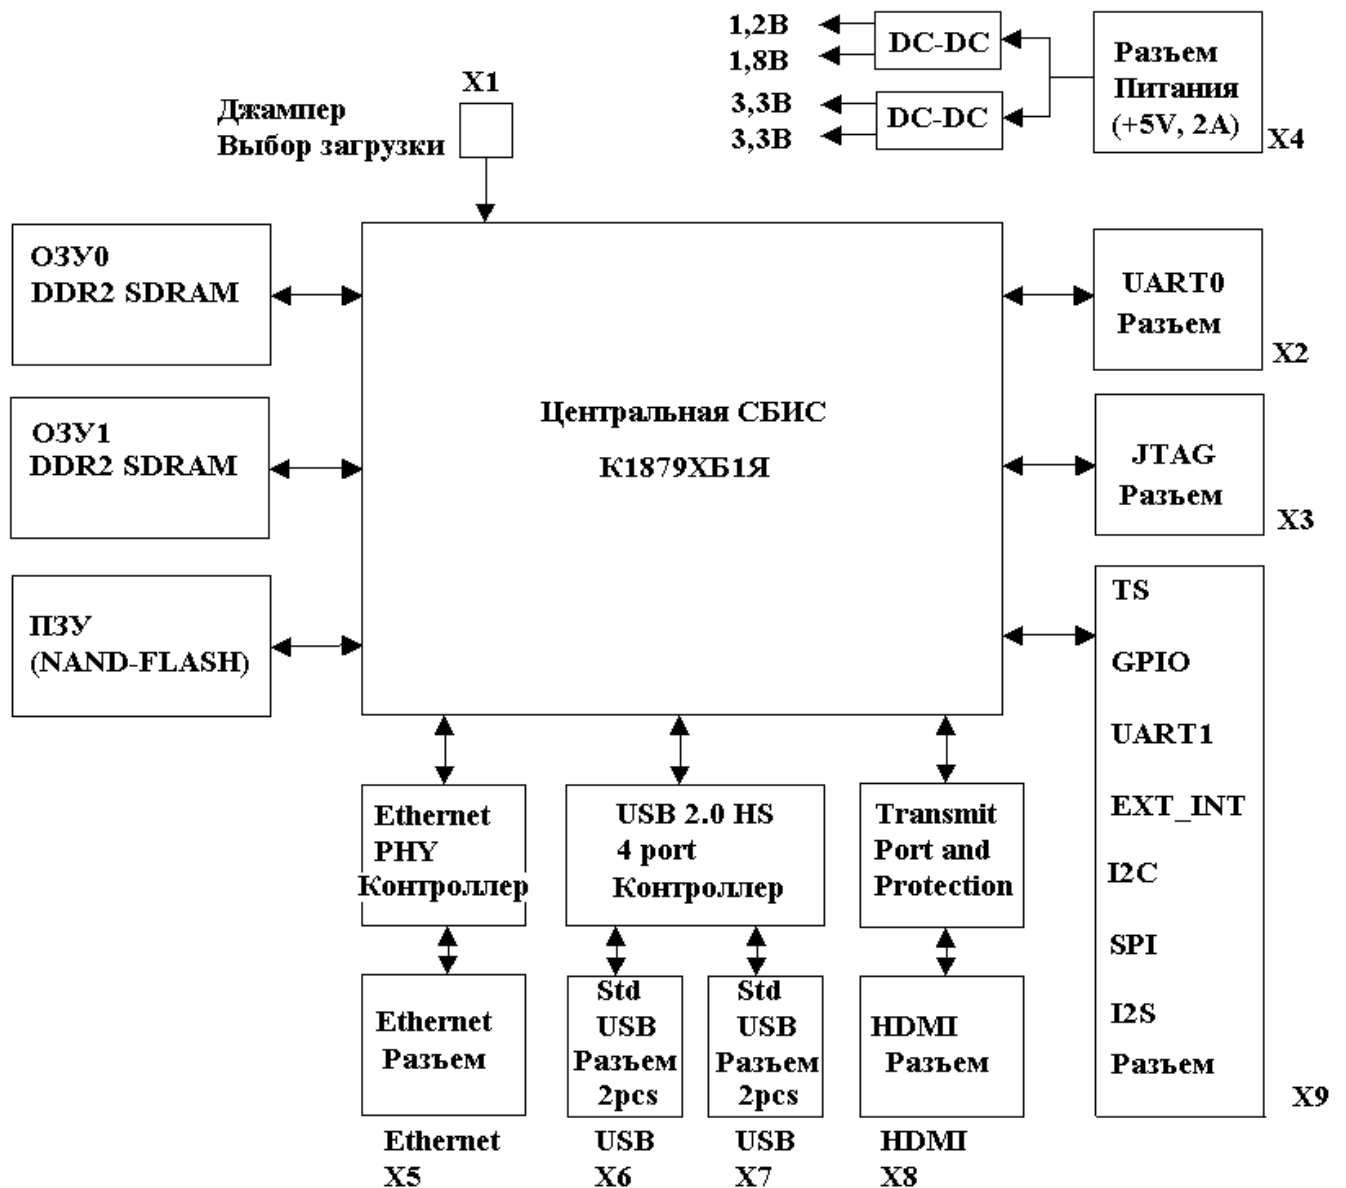 1,2В
DC-DC
1,8В
3,3В
DC-DC
3,3В
Разъем
Питания
(+5V, 2A)
X4
X1
Джампер
Выбор загрузки
ОЗУ0
DDR2 SDRAM
ОЗУ1
DDR2 SDRAM
ПЗУ
(NAND-FLASH)
Центральная СБИС
К1879ХБ1Я
UART0
Разъем
X2
JTAG
Разъем
X3
TS
GPIO
UART1
EXT_INT
I2C
SPI
I2S
Разъем
X9
Ethernet
PHY
Контроллер
USB 2.0 HS
4 port
Контроллер
Transmit
Port and
Protection
Ethernet
Разъем
Std
USB
Разъем
2pcs
Std
USB
Разъем
2pcs
HDMI
Разъем
Ethernet
X5
USB
X6
USB
X7
HDMI
X8